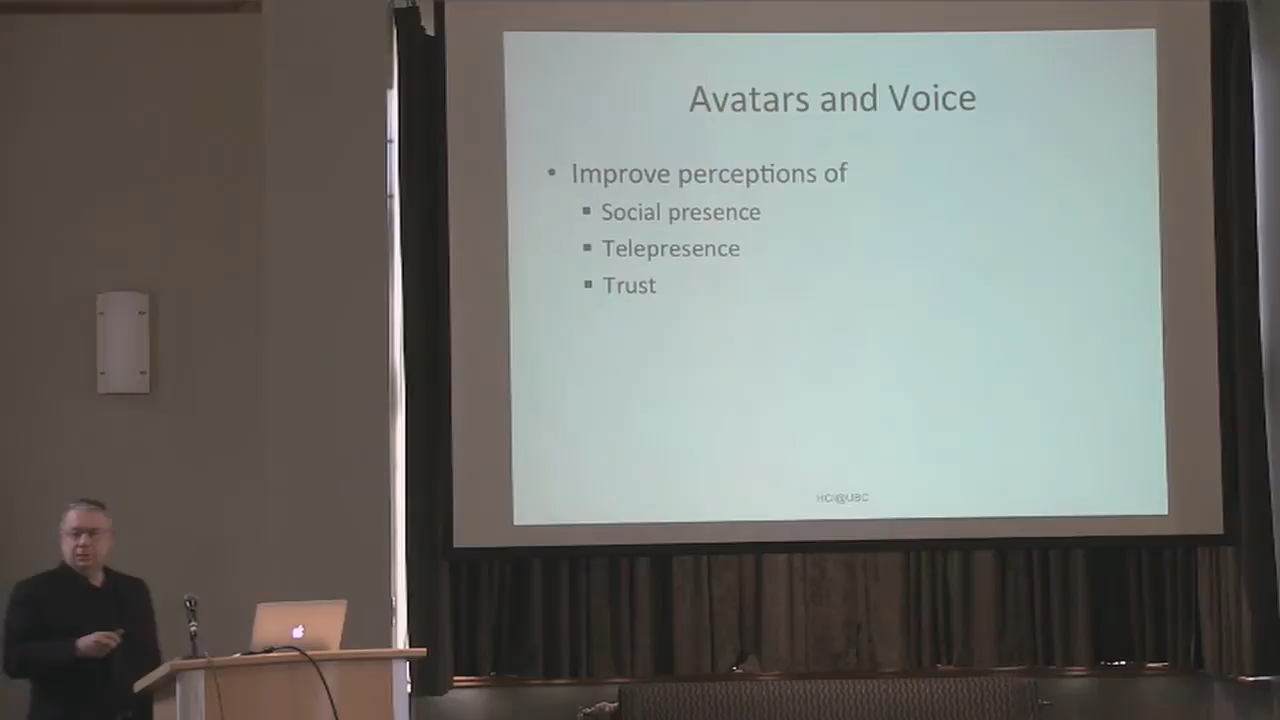 Avatars and Voice
• Improve perceptions of
▪ Social presence
▪ Telepresence
▪ Trust
HCI@UBC